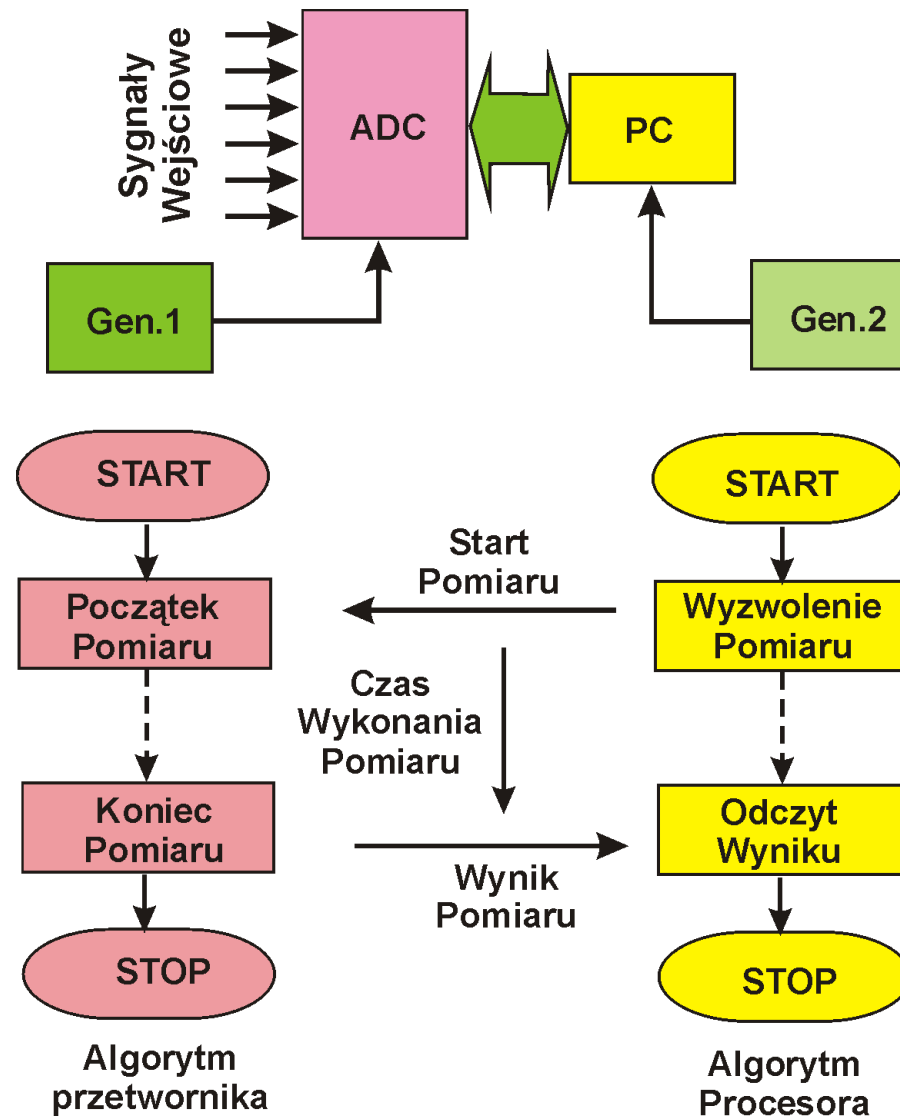 Sygnały
Wejściowe
ADC
PC
Gen.1
Gen.2
START
START
Start
Pomiaru
Początek
Pomiaru
Wyzwolenie
Pomiaru
Czas
Wykonania
Pomiaru
Koniec
Pomiaru
Odczyt
Wyniku
Wynik
Pomiaru
STOP
STOP
Algorytm
przetwornika
Algorytm
Procesora